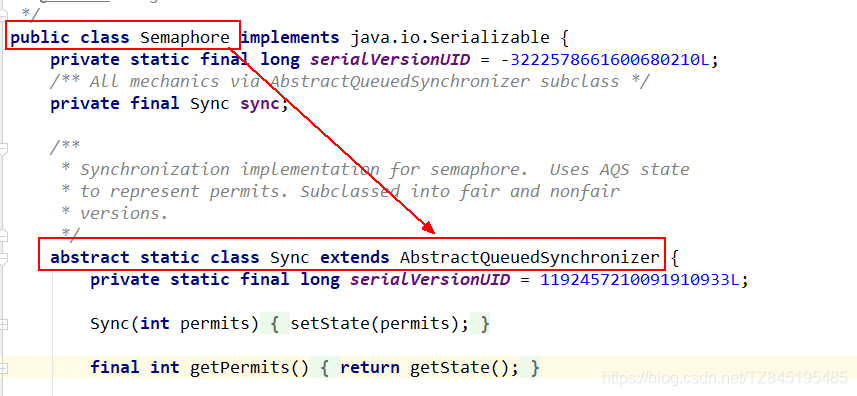 */
public class Semaphore implements java.io.Serializable {
private static final long serialVersionUID = -3222578661600680210L;
/** All mechanics via AbstractQueuedSynchronizer subclass */
private final Sync sync;
/**
* Synchronization implementation for semaphore.  Uses AQS state
* to represent permits. Subclassed into fair and nonfair
* versions.
*/
abstract static class Sync extends AbstractQueuedSynchronizer {
private static final long serialVersionUID = 1192457210091910933L;
Sync(int permits) { setState(permits); }
final int getPermits() { return getState(); }
https://blog.csdn.net/TZ845195485